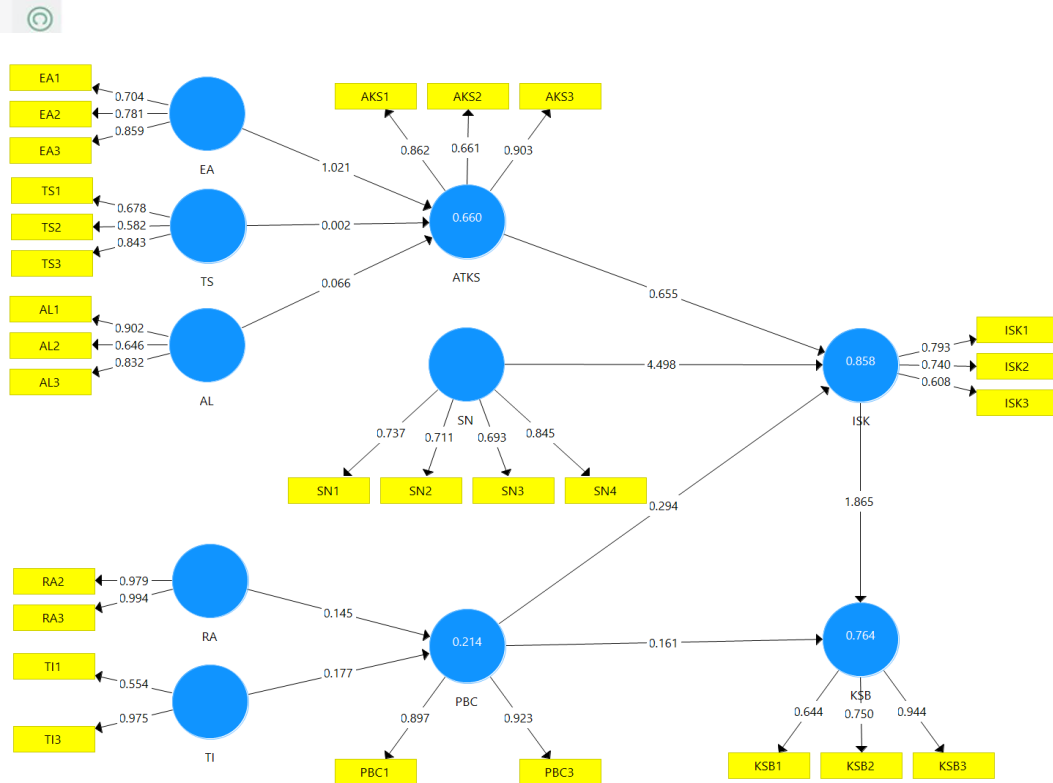 EA1
EA2
EA3
0.704
0.781
0.859
EA
TS1
TS2
TS3
0.678
0.582
0.843
TS
AL1
AL2
AL3
0.902
0.646
0.832
AL
1.021
0.002
0.066
AKS1
AKS2
AKS3
0.862
0.661
0.903
0.660
ATKS
0.655
SN
4.498
0.737
0.711
0.693
0.845
SN1
SN2
SN3
SN4
0.858
ISK
0.793
0.740
0.608
ISK1
ISK2
ISK3
0.294
1.865
RA2
RA3
0.979
0.994
RA
TI1
TI3
0.554
0.975
TI
0.145
0.177
0.214
PBC
0.897
0.923
PBC1
PBC3
0.161
0.764
KSB
0.644
0.750
0.944
KSB1
KSB2
KSB3